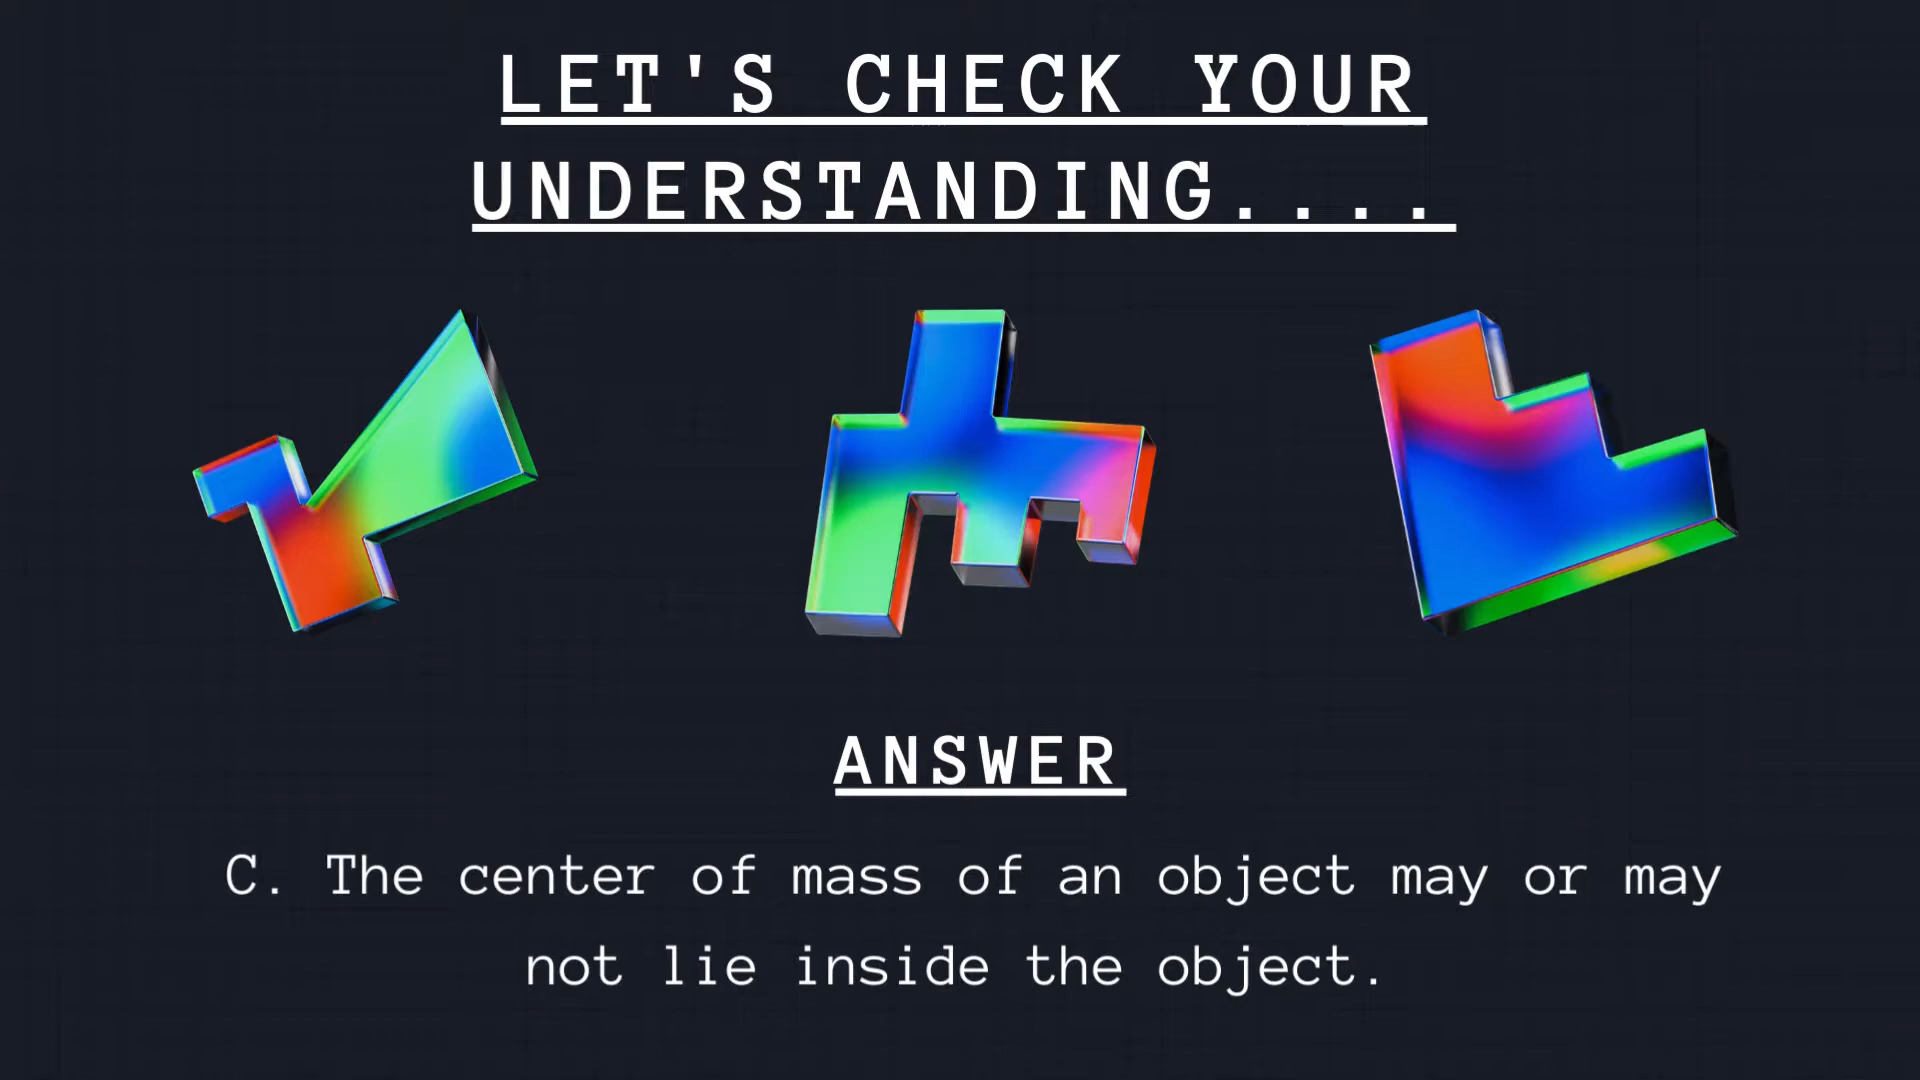 LET'S CHECK YOUR
UNDERSTANDING....
ANSWER
C. The center of mass of an object may or may
not lie inside the object.